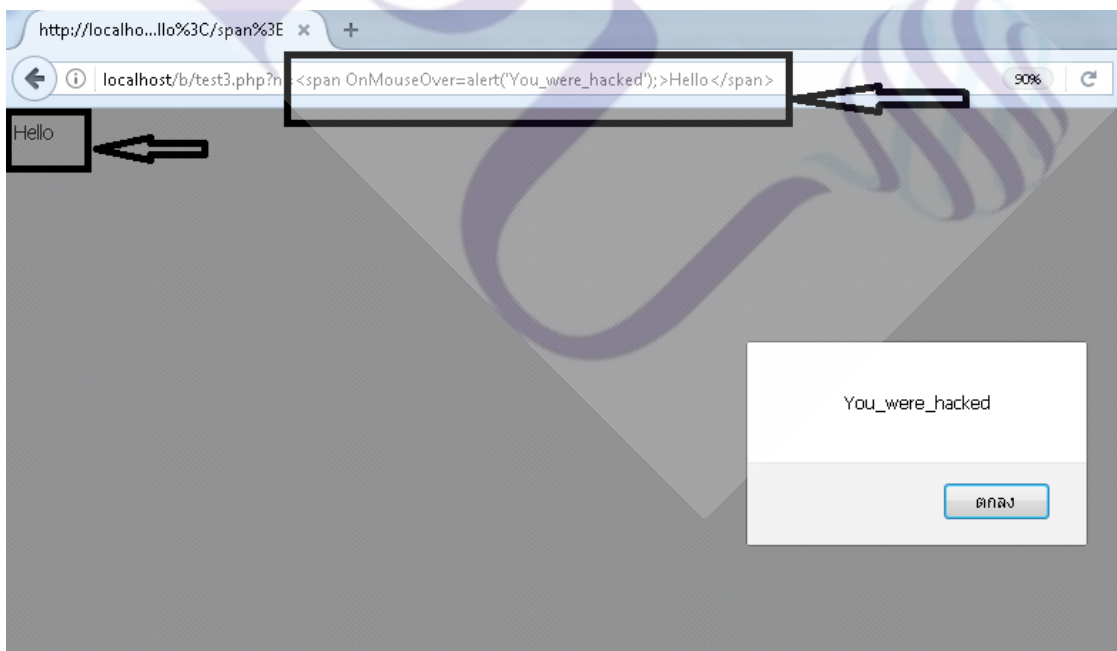 http://localho...llo%3C/span%3E × +
localhost/b/test3.php?n=<span OnMouseOver=alert('You_were_hacked');>Hello</span> 90%
Hello
You_were_hacked
ตกลง